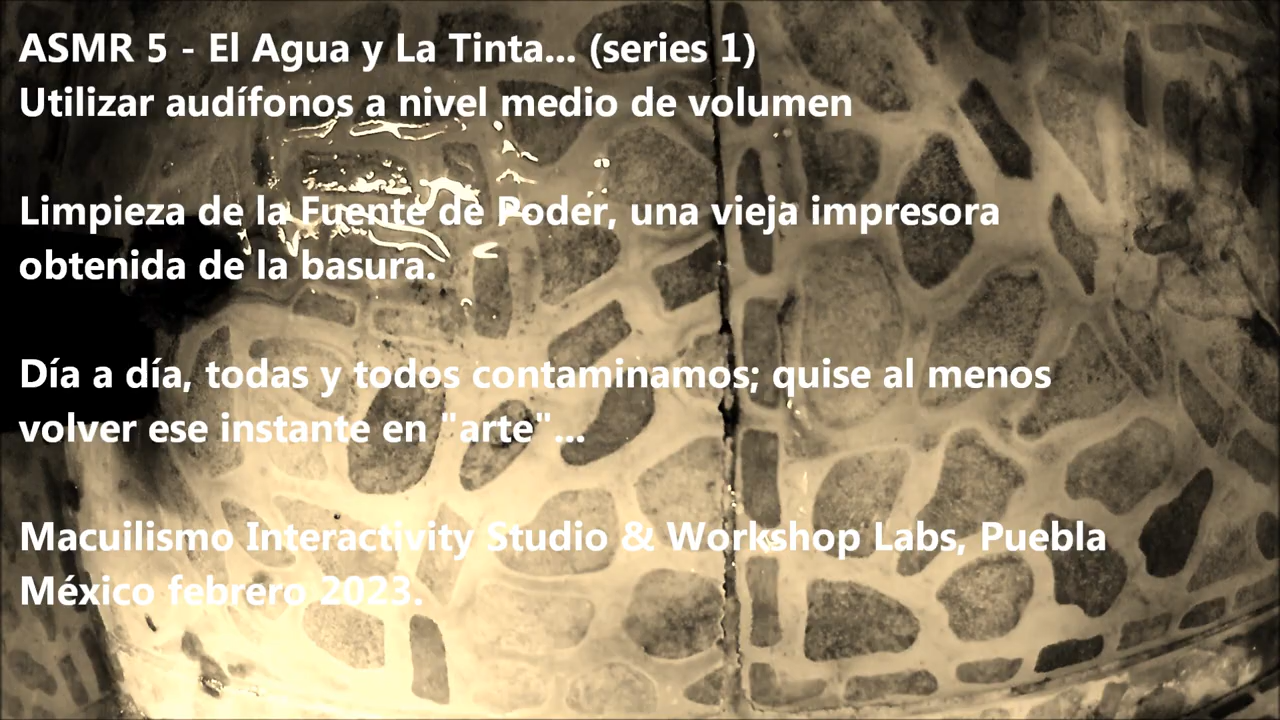 ASMR 5 - El Agua y La Tinta... (series 1)
Utilizar audífonos a nivel medio de volumen
Limpieza de la Fuente de Poder, una vieja impresora
obtenida de la basura.
Día a día, todas y todos contaminamos; quise al menos
volver ese instante en "arte"...
Macuilismo Interactivity Studio & Workshop Labs, Puebla
México febrero 2023.